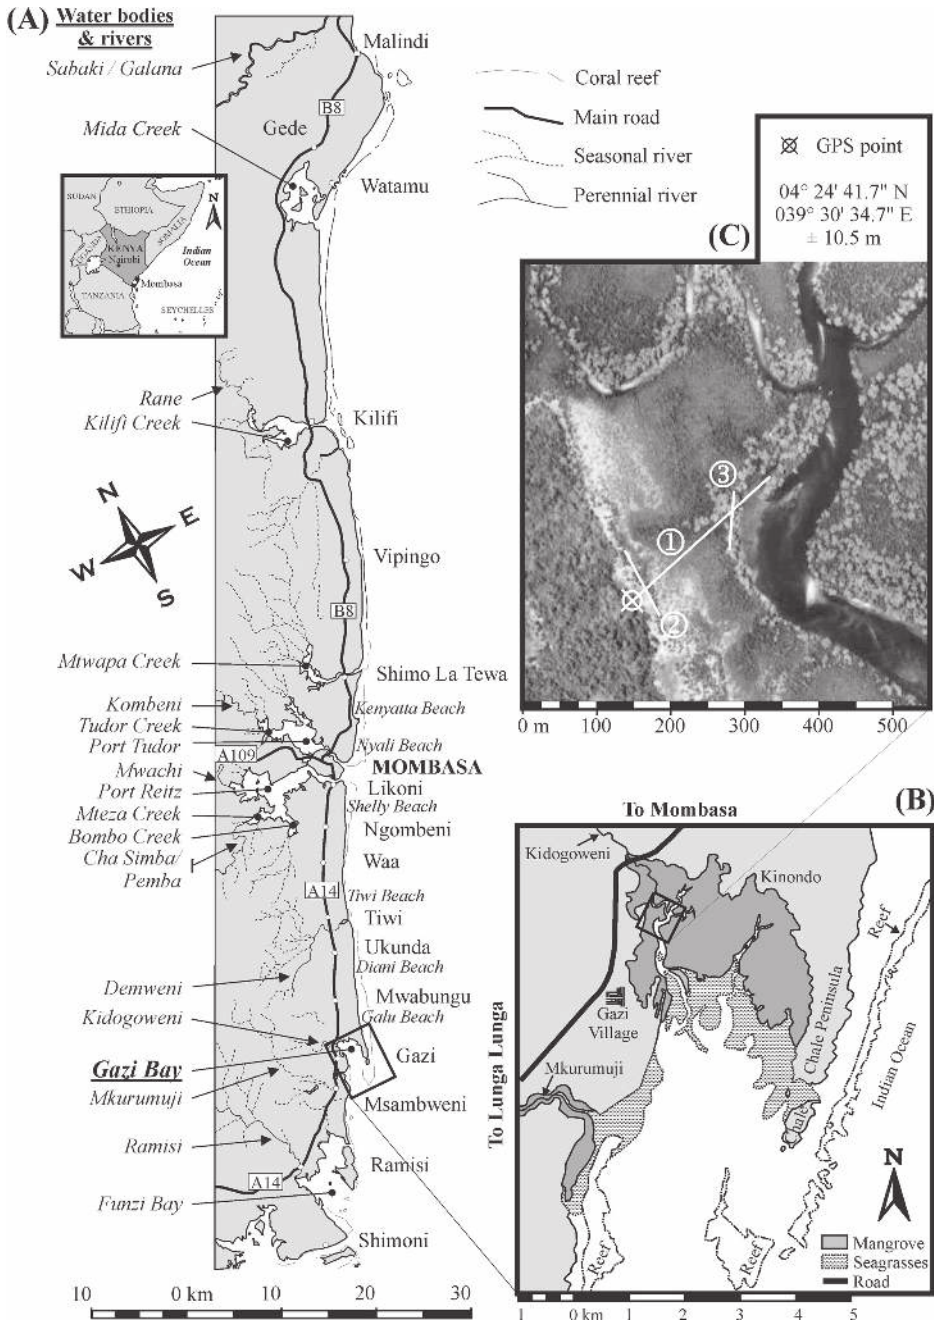 (A)
Water bodies
& rivers
Sabaki / Galana
Malindi
B8
Gede
Mida Creek
Watamu
Coral reef
Main road
Seasonal river
Perennial river
SUDAN
ETHIOPIA
N
SOMALIA
UGANDA
KENYA
Nairobi
Indian
Ocean
Mombasa
TANZANIA
SEYCHELLES
Rane
Kilifi Creek
Kilifi
N
E
W
S
Vipingo
B8
Mtwapa Creek
Shimo La Tewa
Kombeni
Kenyatta Beach
Tudor Creek
Port Tudor
Nyali Beach
A109
MOMBASA
Mwachi
Port Reitz
Likoni
Shelly Beach
Mteza Creek
Ngombeni
Bombo Creek
Cha Simba/
Pemba
Waa
A14
Tiwi Beach
Tiwi
Ukunda
Diani Beach
Demweni
Mwabungu
Galu Beach
Kidogoweni
Gazi
Gazi Bay
Mkurumuji
Msambweni
Ramisi
Ramisi
A14
Funzi Bay
Shimoni
10 0 km 10 20 30
(C)
GPS point
04° 24' 41.7" N
039° 30' 34.7" E
± 10.5 m
3
1
2
0 m 100 200 300 400 500
(B)
To Mombasa
Kidogoweni
Kinondo
Reef
Gazi
Village
Chale Peninsula
Indian Ocean
To Lunga Lunga
Mkurumuji
Chale
N
Reef
Reef
Mangrove
Seagrasses
Road
1 0 km 1 2 3 4 5